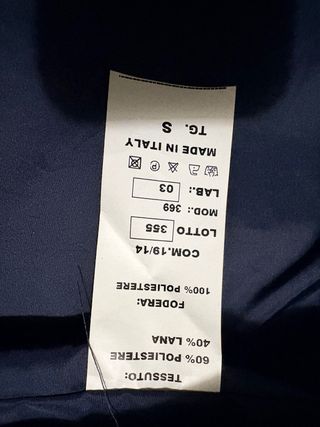 TESSUTO:
60% POLIESTERE
40% LANA
FODERA:
100% POLIESTERE
COM.19/14
LOTTO 355
MOD.: 369
LAB.: 03
MADE IN ITALY
TG. S